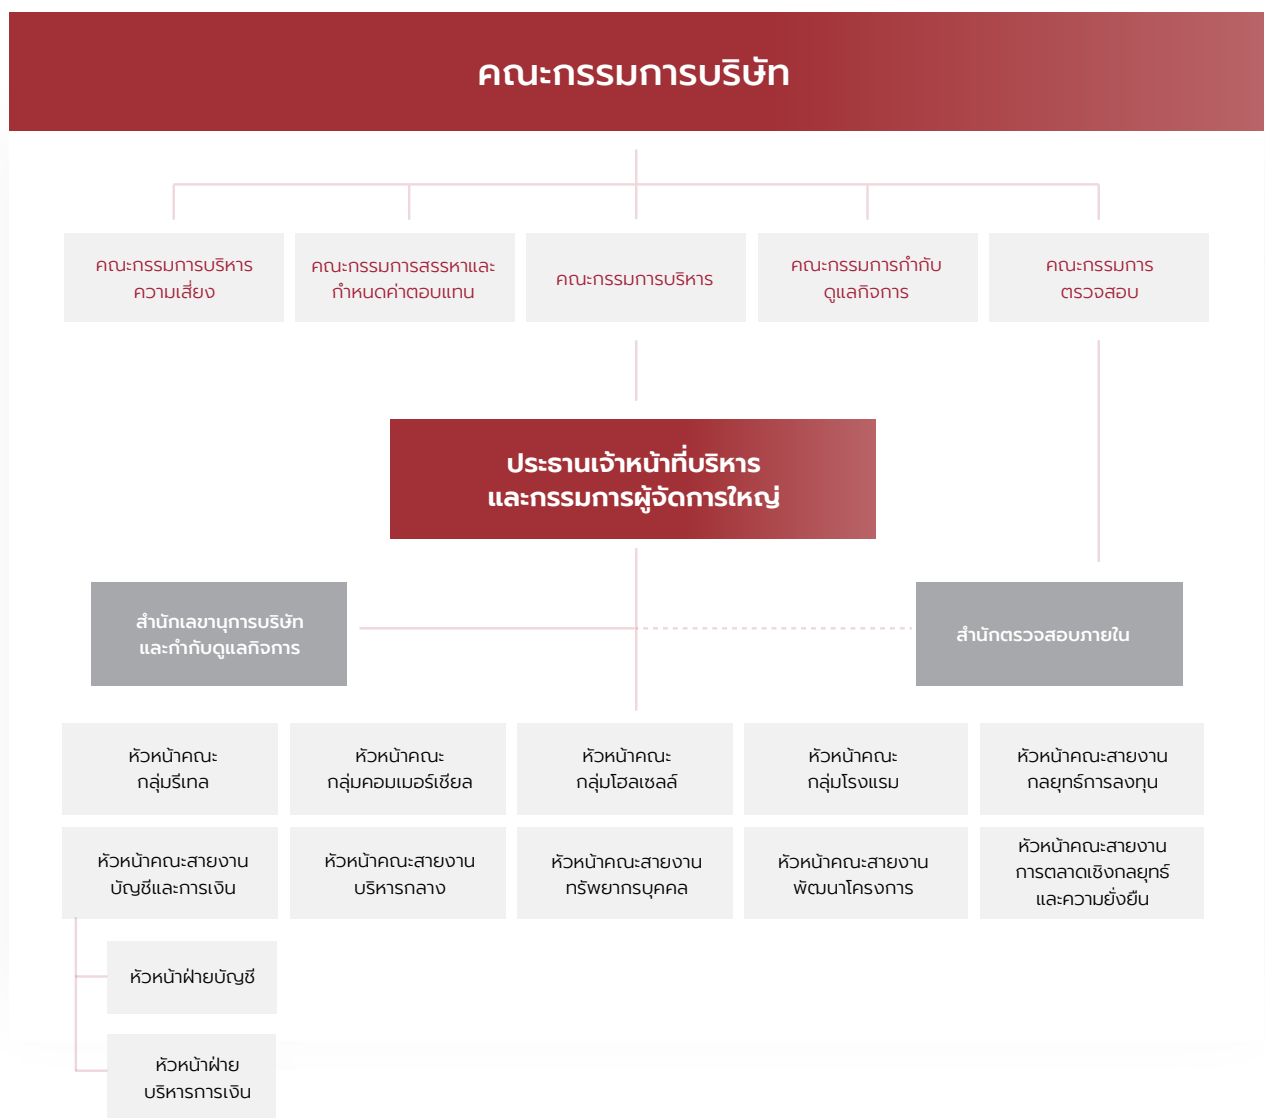 คณะกรรมการบริษัท
คณะกรรมการบริหาร
ความเสี่ยง
คณะกรรมการสรรหาและ
กำหนดค่าตอบแทน
คณะกรรมการบริหาร
คณะกรรมการกำกับ
ดูแลกิจการ
คณะกรรมการ
ตรวจสอบ
ประธานเจ้าหน้าที่บริหาร
และกรรมการผู้จัดการใหญ่
สำนักเลขานุการบริษัท
และกำกับดูแลกิจการ
สำนักตรวจสอบภายใน
หัวหน้าคณะ
กลุ่มรีเทล
หัวหน้าคณะ
กลุ่มคอมเมอร์เชียล
หัวหน้าคณะ
กลุ่มโฮลเซลล์
หัวหน้าคณะ
กลุ่มโรงแรม
หัวหน้าคณะสายงาน
กลยุทธ์การลงทุน
หัวหน้าคณะสายงาน
บัญชีและการเงิน
หัวหน้าคณะสายงาน
บริหารกลาง
หัวหน้าคณะสายงาน
ทรัพยากรบุคคล
หัวหน้าคณะสายงาน
พัฒนาโครงการ
หัวหน้าคณะสายงาน
การตลาดเชิงกลยุทธ์
และความยั่งยืน
หัวหน้าฝ่ายบัญชี
หัวหน้าฝ่าย
บริหารการเงิน